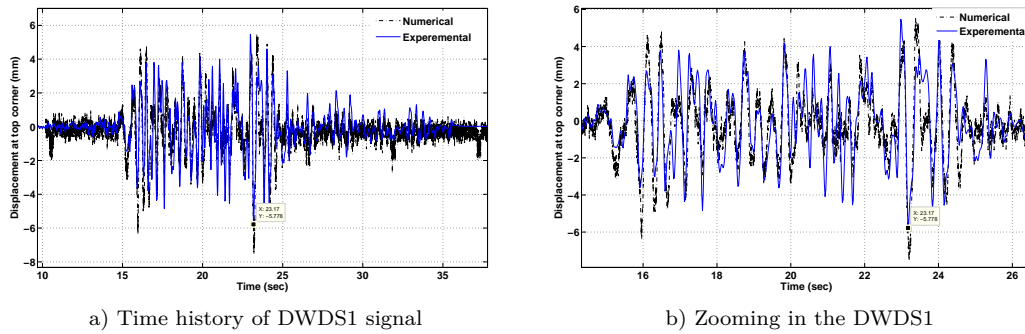 6
4
2
0
−2
−4
−6
−8
10
15
20
25
30
35
Displacement at top corner (mm)
Time (sec)
Numerical
Experemental
X: 23.17
Y: −5.778
a) Time history of DWDS1 signal
6
4
2
0
−2
−4
−6
16
18
20
22
24
26
Displacement at top corner (mm)
Time (sec)
Numerical
Experemental
X: 23.17
Y: −5.778
b) Zooming in the DWDS1